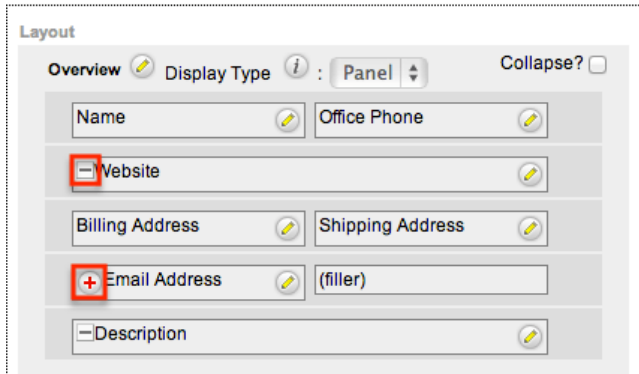 Layout
Overview Display Type i : Panel Collapse?
Name Office Phone
Website
Billing Address Shipping Address
Email Address (filler)
Description